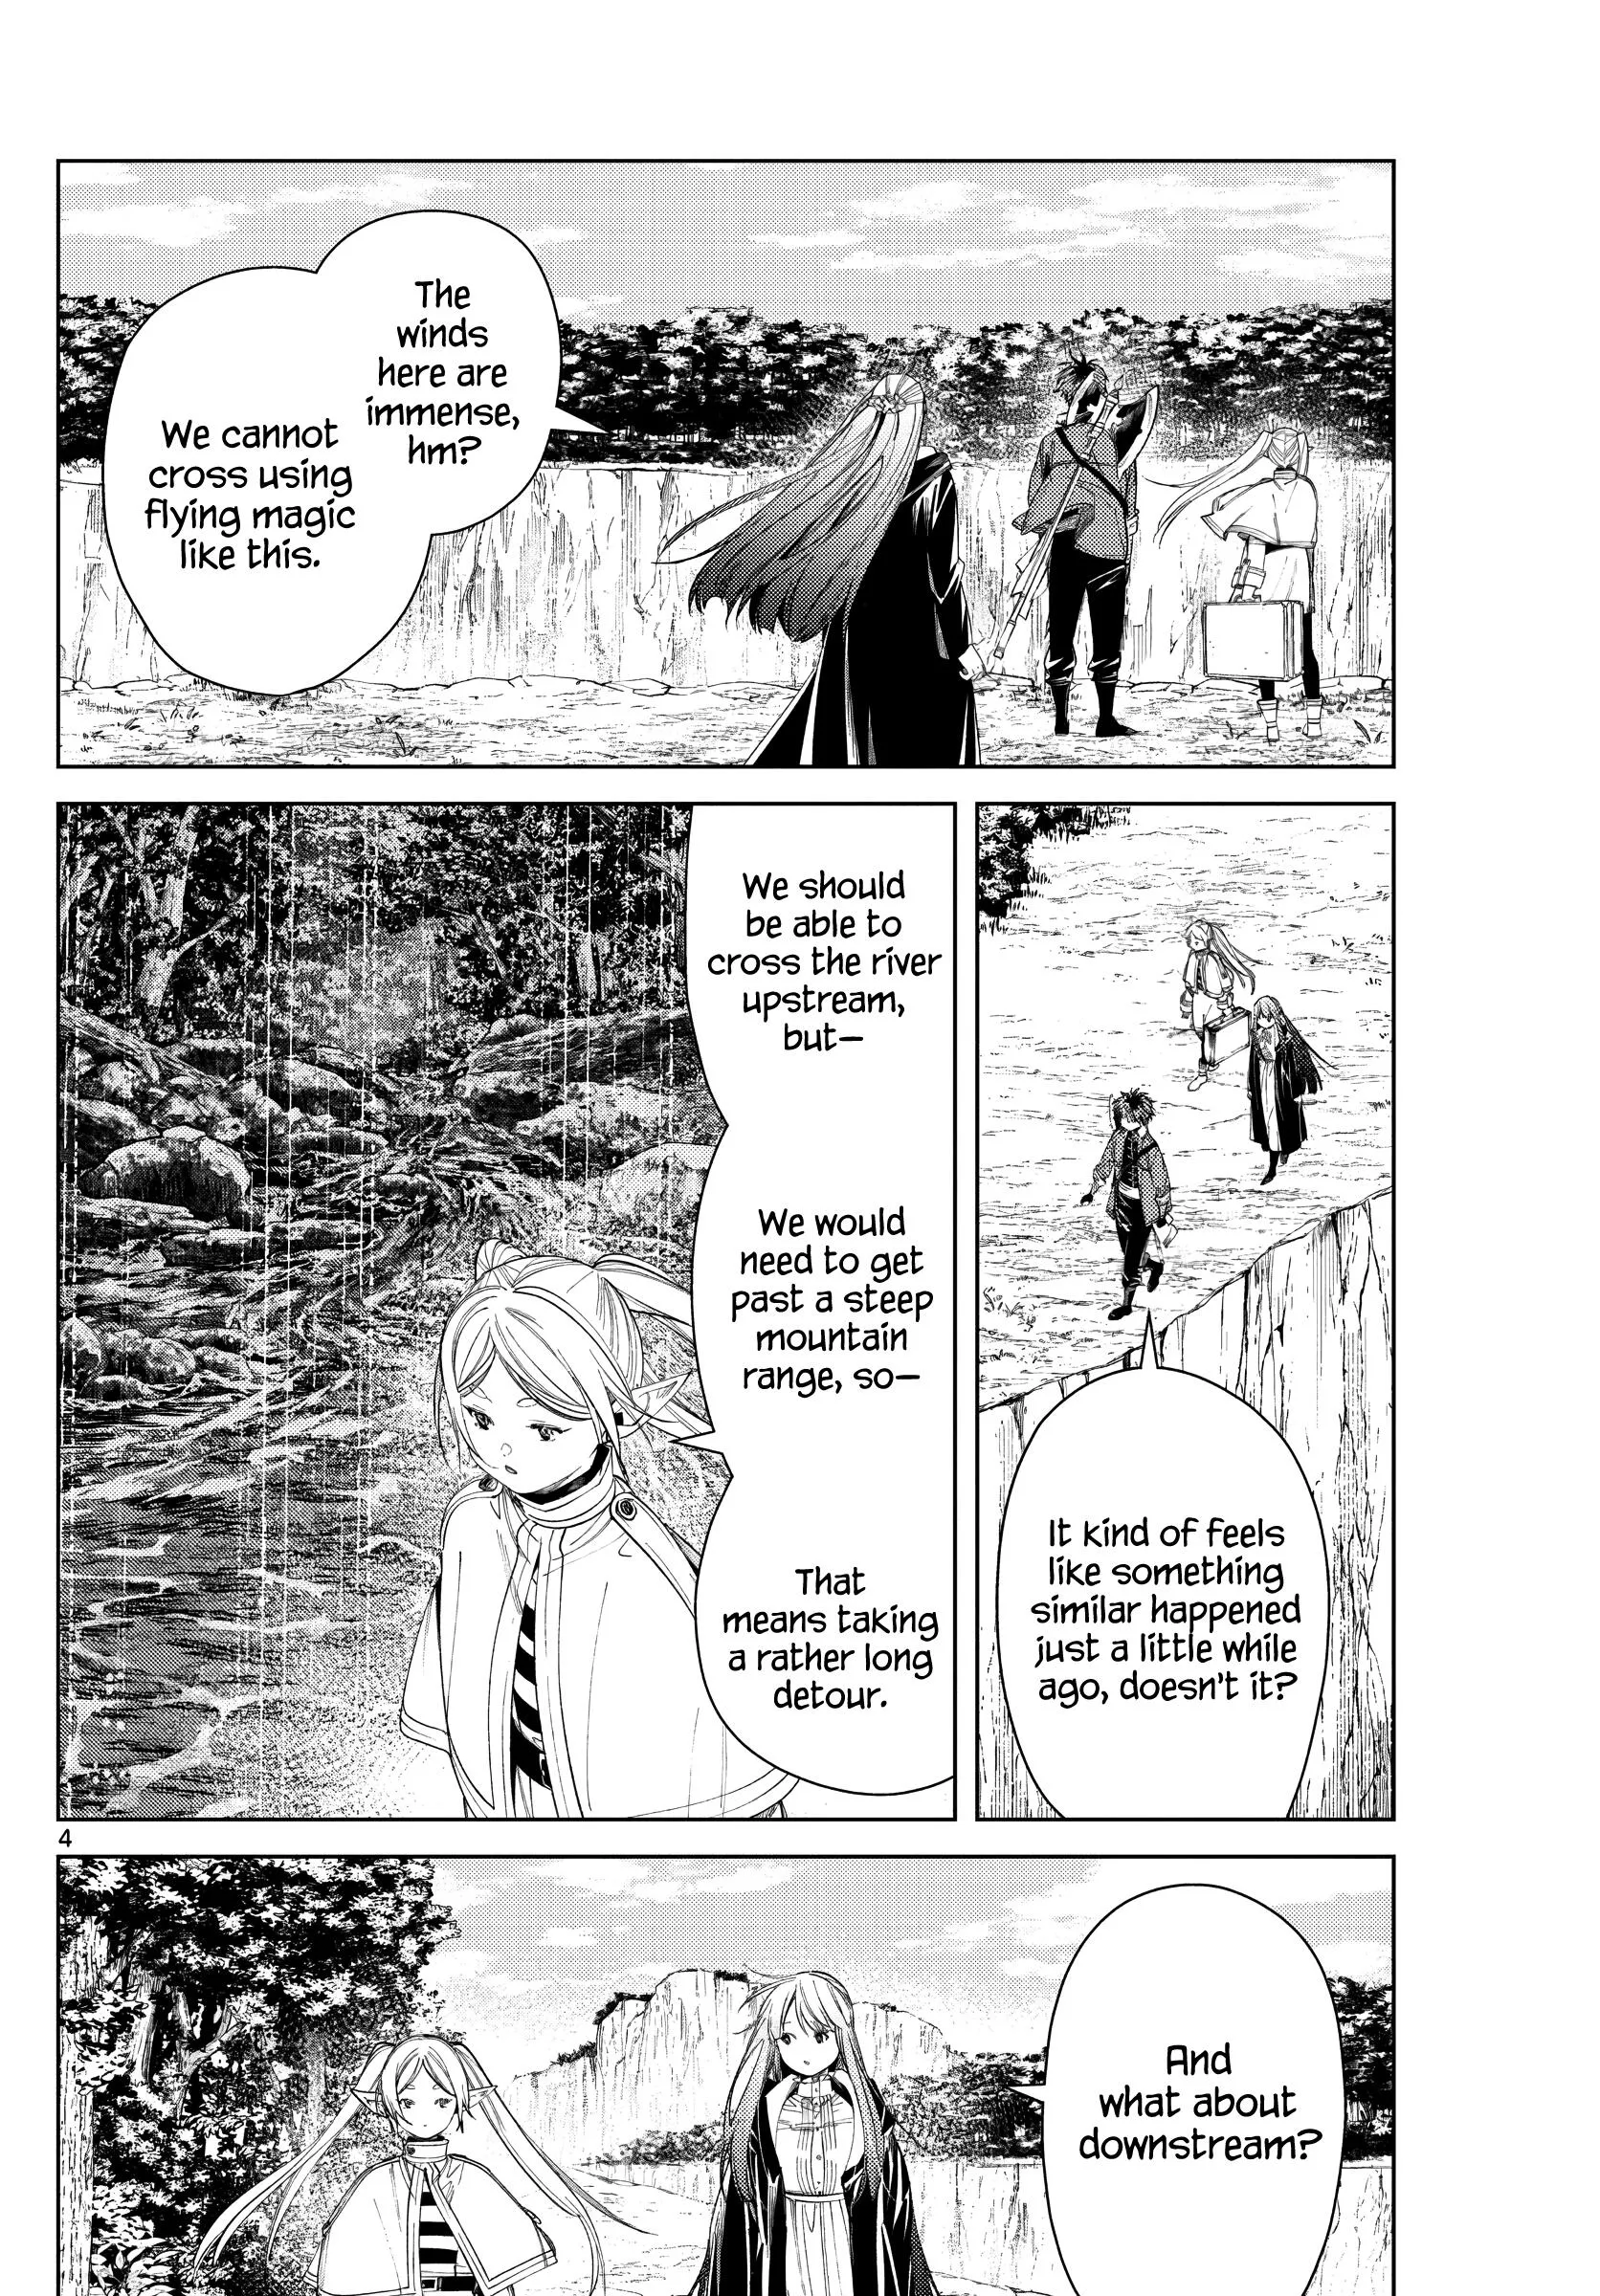 The
winds
here are
immense,
hm?
We cannot
cross using
flying magic
like this.
It kind of feels
like something
similar happened
just a little while
ago, doesn't it?
We should
be able to
cross the river
upstream,
but—
We would
need to get
past a steep
mountain
range, so—
That
means taking
a rather long
detour.
4
And
what about
downstream?